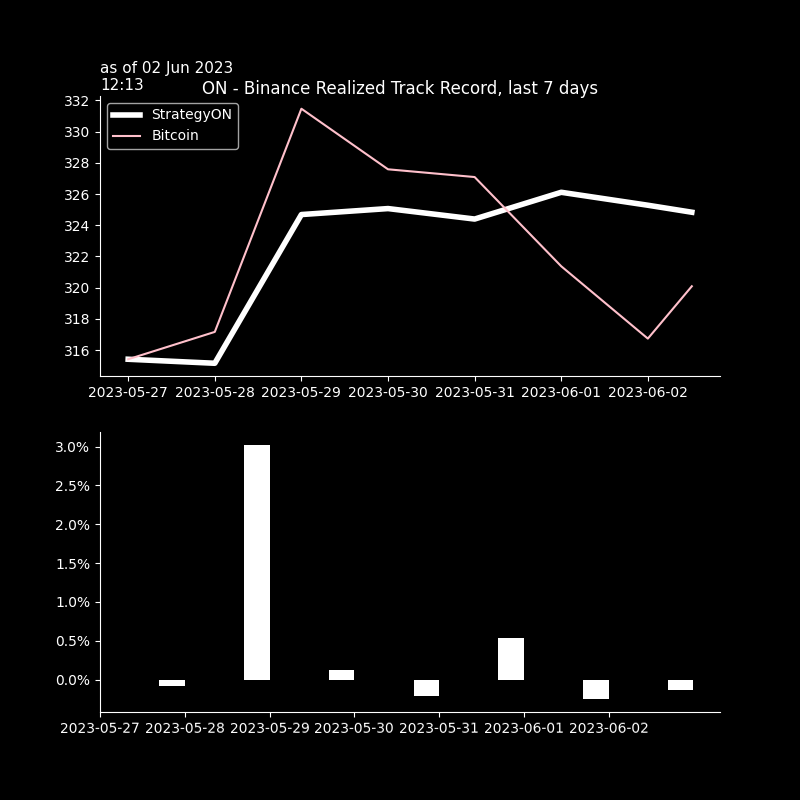 as of 02 Jun 2023
12:13
ON - Binance Realized Track Record, last 7 days
StrategyON
Bitcoin
332
330
328
326
324
322
320
318
316
2023-05-27 2023-05-28 2023-05-29 2023-05-30 2023-05-31 2023-06-01 2023-06-02
3.0%
2.5%
2.0%
1.5%
1.0%
0.5%
0.0%
2023-05-27 2023-05-28 2023-05-29 2023-05-30 2023-05-31 2023-06-01 2023-06-02